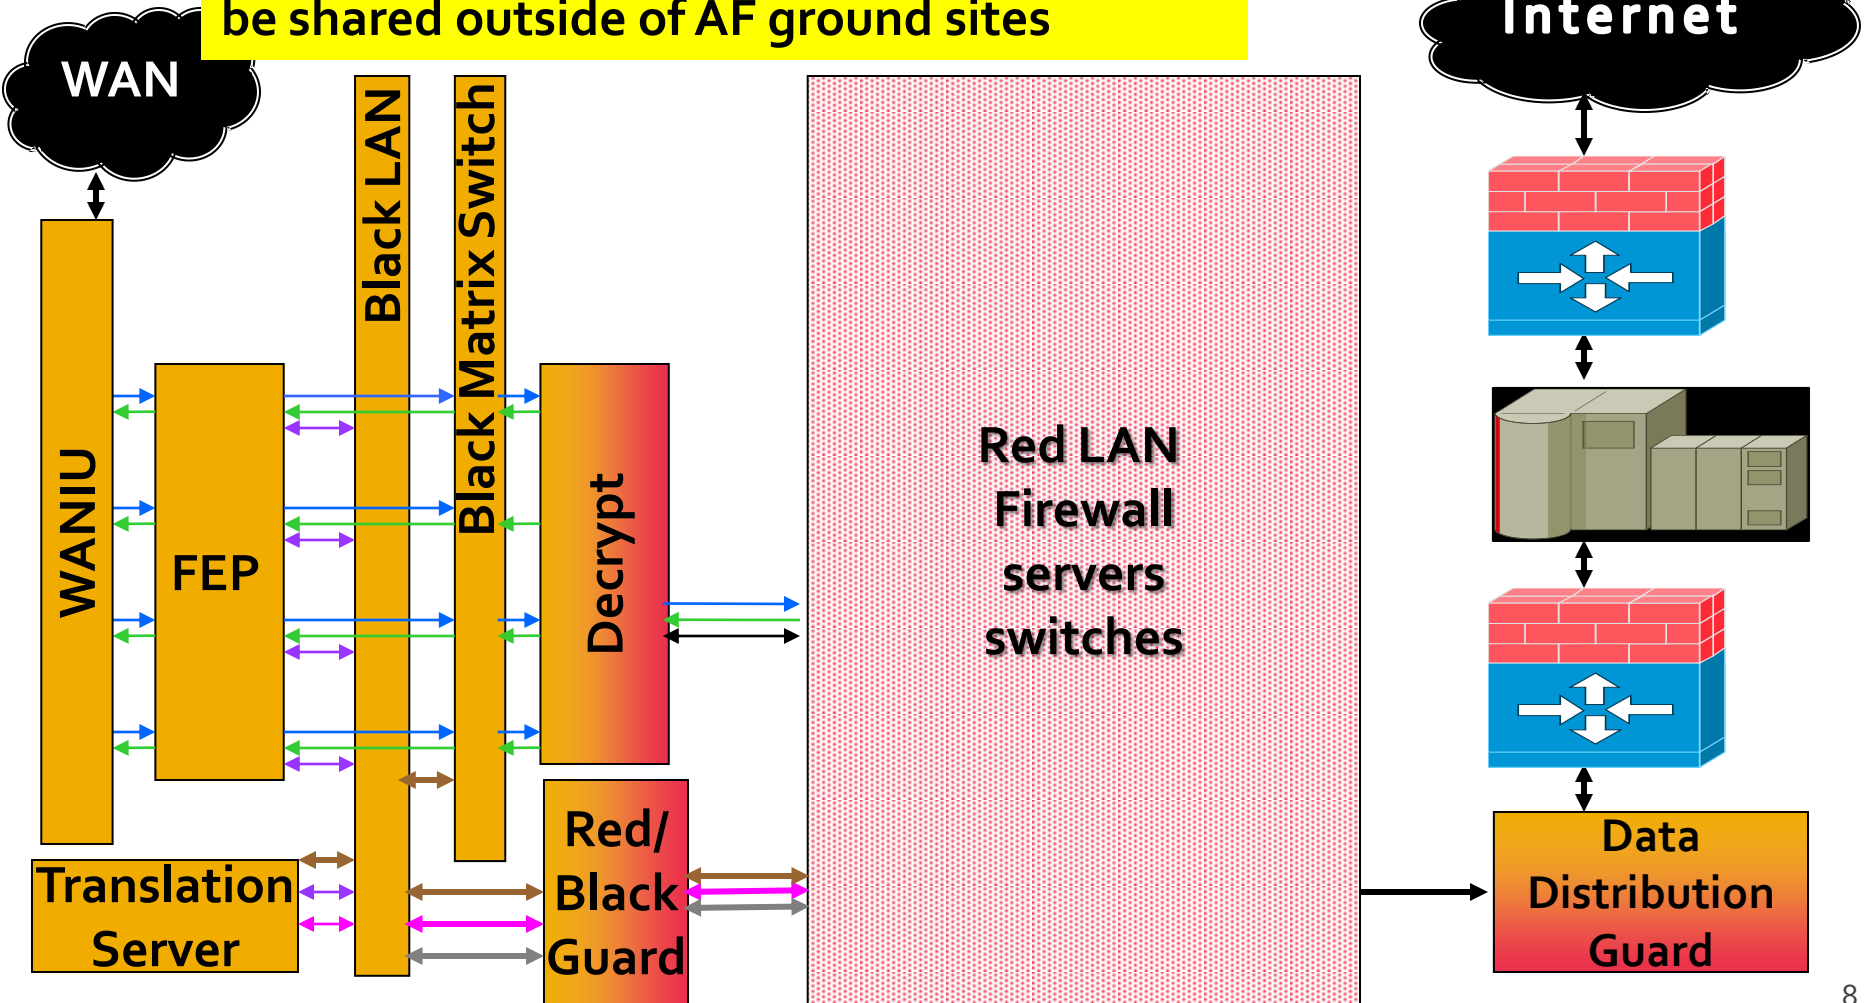 be shared outside of AF ground sites
Internet
WAN
Black LAN
Black Matrix Switch
WANIU
FEP
Decrypt
Red LAN
Firewall
servers
switches
Translation
Server
Red/
Black
Guard
Data
Distribution
Guard
8